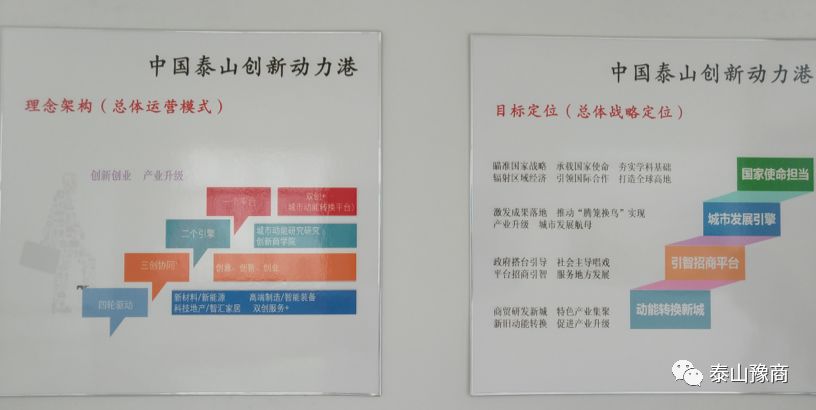 中国泰山创新动力港
理念架构(总体运营模式)
创新创业 产业升级
一个平台
双创+
(城市动能转换平台)
二个引擎
城市动能研究研究
创新商学院
三创协同
创意、创新、创业
四轮驱动
新材料/新能源 高端制造/智能装备
科技地产/智汇家居 双创服务+
中国泰山创新动力港
目标定位(总体战略定位)
瞄准国家战略 承载国家使命 夯实学科基础
辐射区域经济 引领国际合作 打造全球高地
国家使命担当
激发成果落地 推动“腾笼换鸟”实现
产业升级 城市发展航母
城市发展引擎
政府搭台引导 社会主导唱戏
平台招商引智 服务地方发展
引智招商平台
商贸研发新城 特色产业集聚
新旧动能转换 促进产业升级
动能转换新城
泰山豫商